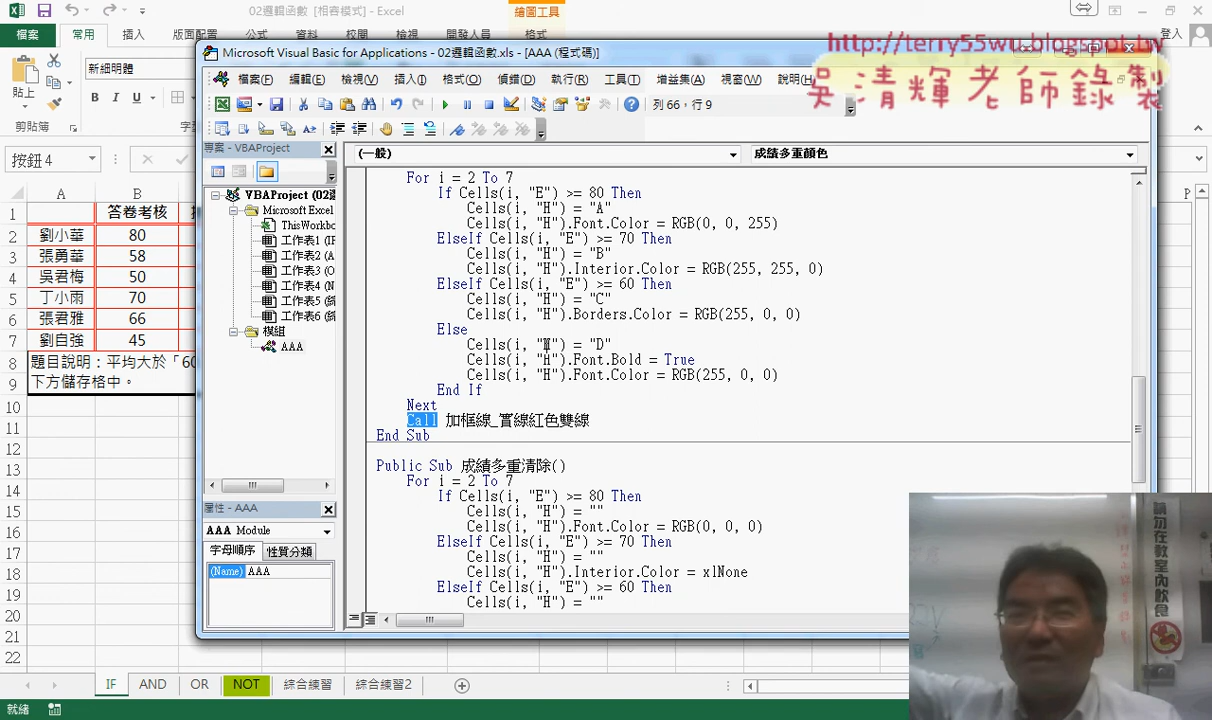 02邏輯函數 [相容模式] - Excel
繪圖工具
檔案 常用 插入 版面配置 檢視 開發人員 格式 登入
貼上
新細明體
B I U
剪貼簿
按鈕4
http://terry55wu.blogspot.tw
吳清輝老師錄製
Microsoft Visual Basic for Applications - 02邏輯函數.xls - [AAA (程式碼)]
檔案(F) 編輯(E) 檢視(V) 插入(I) 格式(O) 偵錯(D) 執行(R) 工具(T) 增益集(A) 視窗(W) 說明(H)
列 66，行 9
專案 - VBAProject
VBAProject (02邏
Microsoft Excel
ThisWorkbo
工作表1 (IF
工作表2 (A
工作表3 (O
工作表4 (N
工作表5 (綜
工作表6 (綜
模組
AAA
屬性 - AAA
AAA Module
字母順序 性質分類
(Name) AAA
(一般) 成績多重顏色
For i = 2 To 7
If Cells(i, "E") >= 80 Then
Cells(i, "H") = "A"
Cells(i, "H").Font.Color = RGB(0, 0, 255)
ElseIf Cells(i, "E") >= 70 Then
Cells(i, "H") = "B"
Cells(i, "H").Interior.Color = RGB(255, 255, 0)
ElseIf Cells(i, "E") >= 60 Then
Cells(i, "H") = "C"
Cells(i, "H").Borders.Color = RGB(255, 0, 0)
Else
Cells(i, "H") = "D"
Cells(i, "H").Font.Bold = True
Cells(i, "H").Font.Color = RGB(255, 0, 0)
End If
Next
Call 加框線_實線紅色雙線
End Sub
Public Sub 成績多重清除()
For i = 2 To 7
If Cells(i, "E") >= 80 Then
Cells(i, "H") = ""
Cells(i, "H").Font.Color = RGB(0, 0, 0)
ElseIf Cells(i, "E") >= 70 Then
Cells(i, "H") = ""
Cells(i, "H").Interior.Color = xlNone
ElseIf Cells(i, "E") >= 60 Then
Cells(i, "H") = ""
A B P
1 答卷考核
2 劉小華 80
3 張勇華 58
4 吳君梅 50
5 丁小雨 70
6 張君雅 66
7 劉自強 45
8 題目說明：平均大於「60
9 下方儲存格中。
10
11
12
13
14
15
16
17
18
19
20
21
22
請勿在教室內飲食
IF AND OR NOT 綜合練習 綜合練習2
就緒